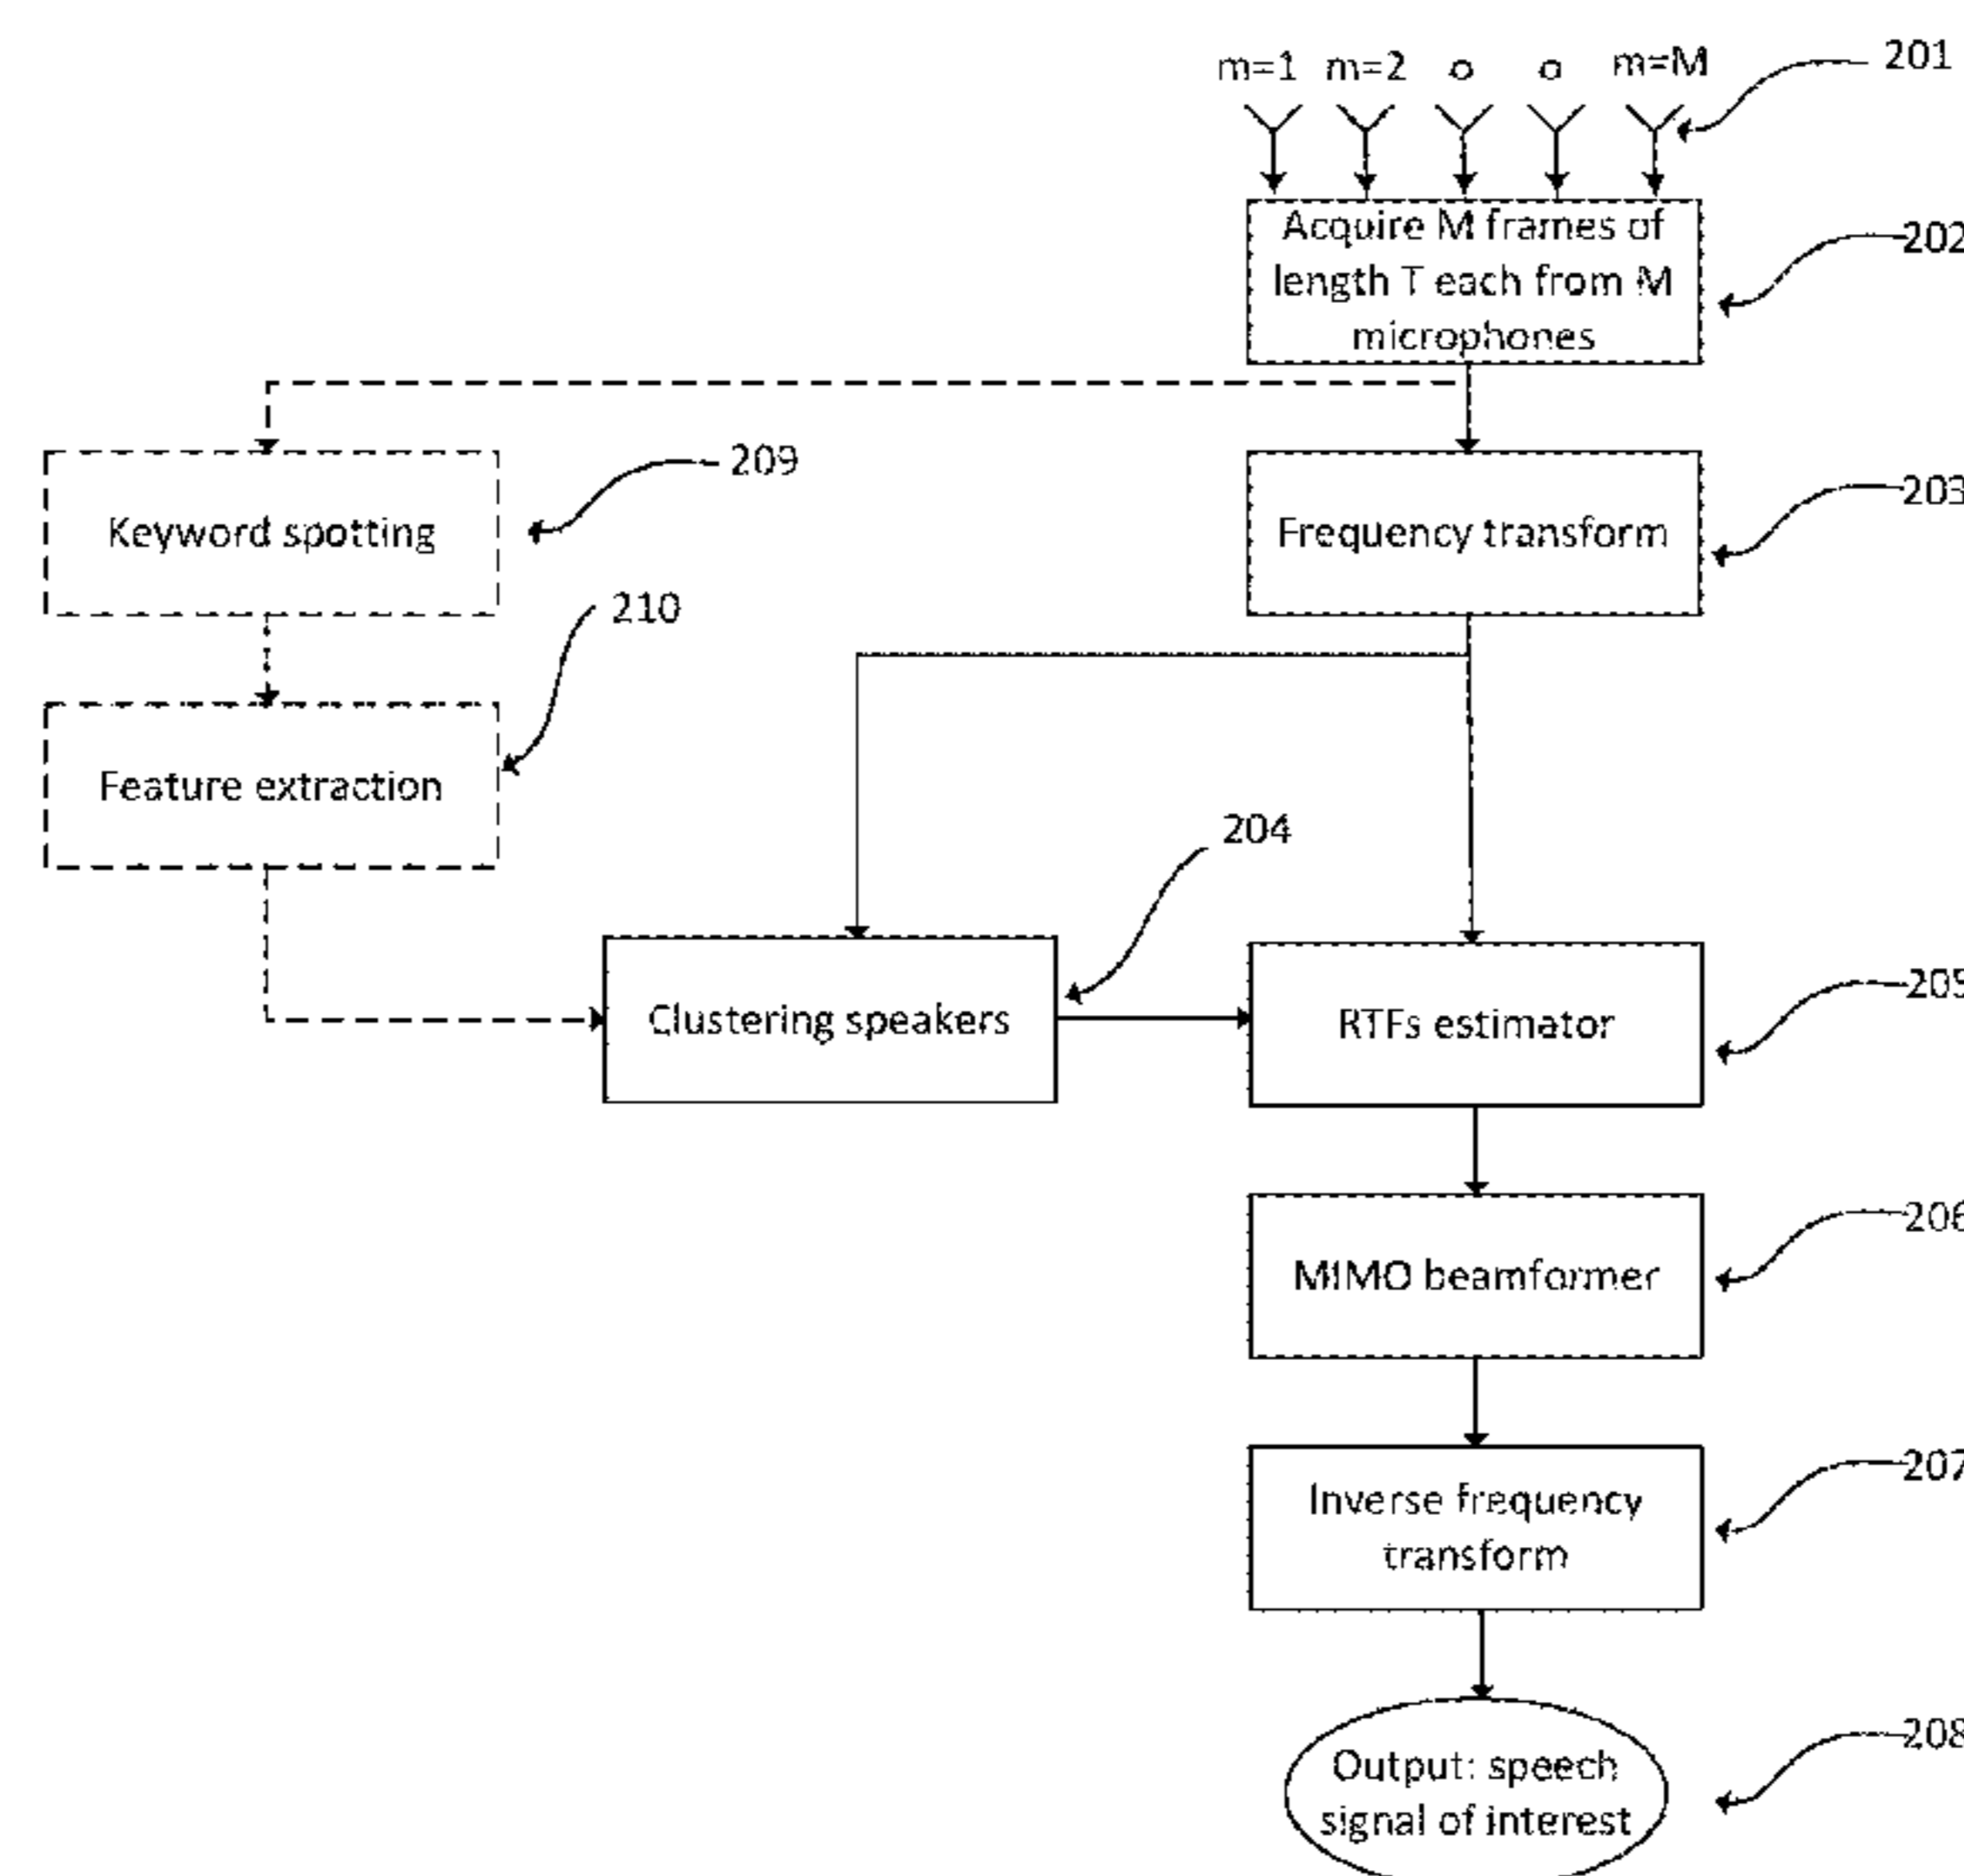 m=1 m=2 o o m=M
201
Acquire M frames of
length T each from M
microphones
202
Keyword spotting
209
Frequency transform
203
210
Feature extraction
204
Clustering speakers
RTFs estimator
205
MIMO beamformer
206
Inverse frequency
transform
207
Output: speech
signal of interest
208